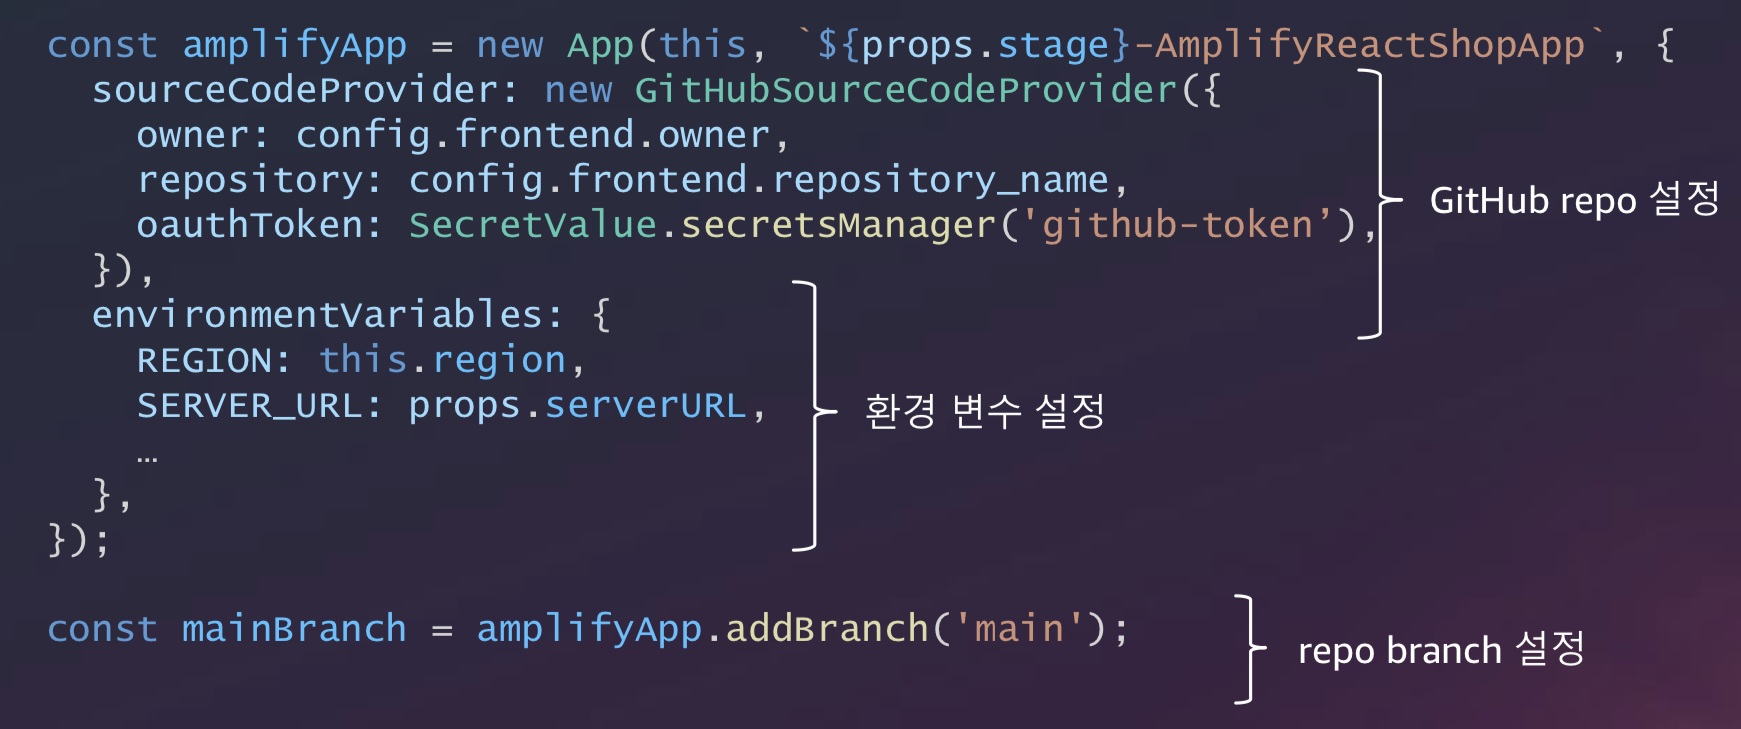 const amplifyApp = new App(this, `${props.stage}-AmplifyReactShopApp`, {
sourceCodeProvider: new GitHubSourceCodeProvider({
owner: config.frontend.owner,
repository: config.frontend.repository_name,
oauthToken: SecretValue.secretsManager('github-token’),
}),
GitHub repo 설정
environmentVariables: {
REGION: this.region,
SERVER_URL: props.serverURL,
…
},
});
환경 변수 설정
const mainBranch = amplifyApp.addBranch('main');
repo branch 설정